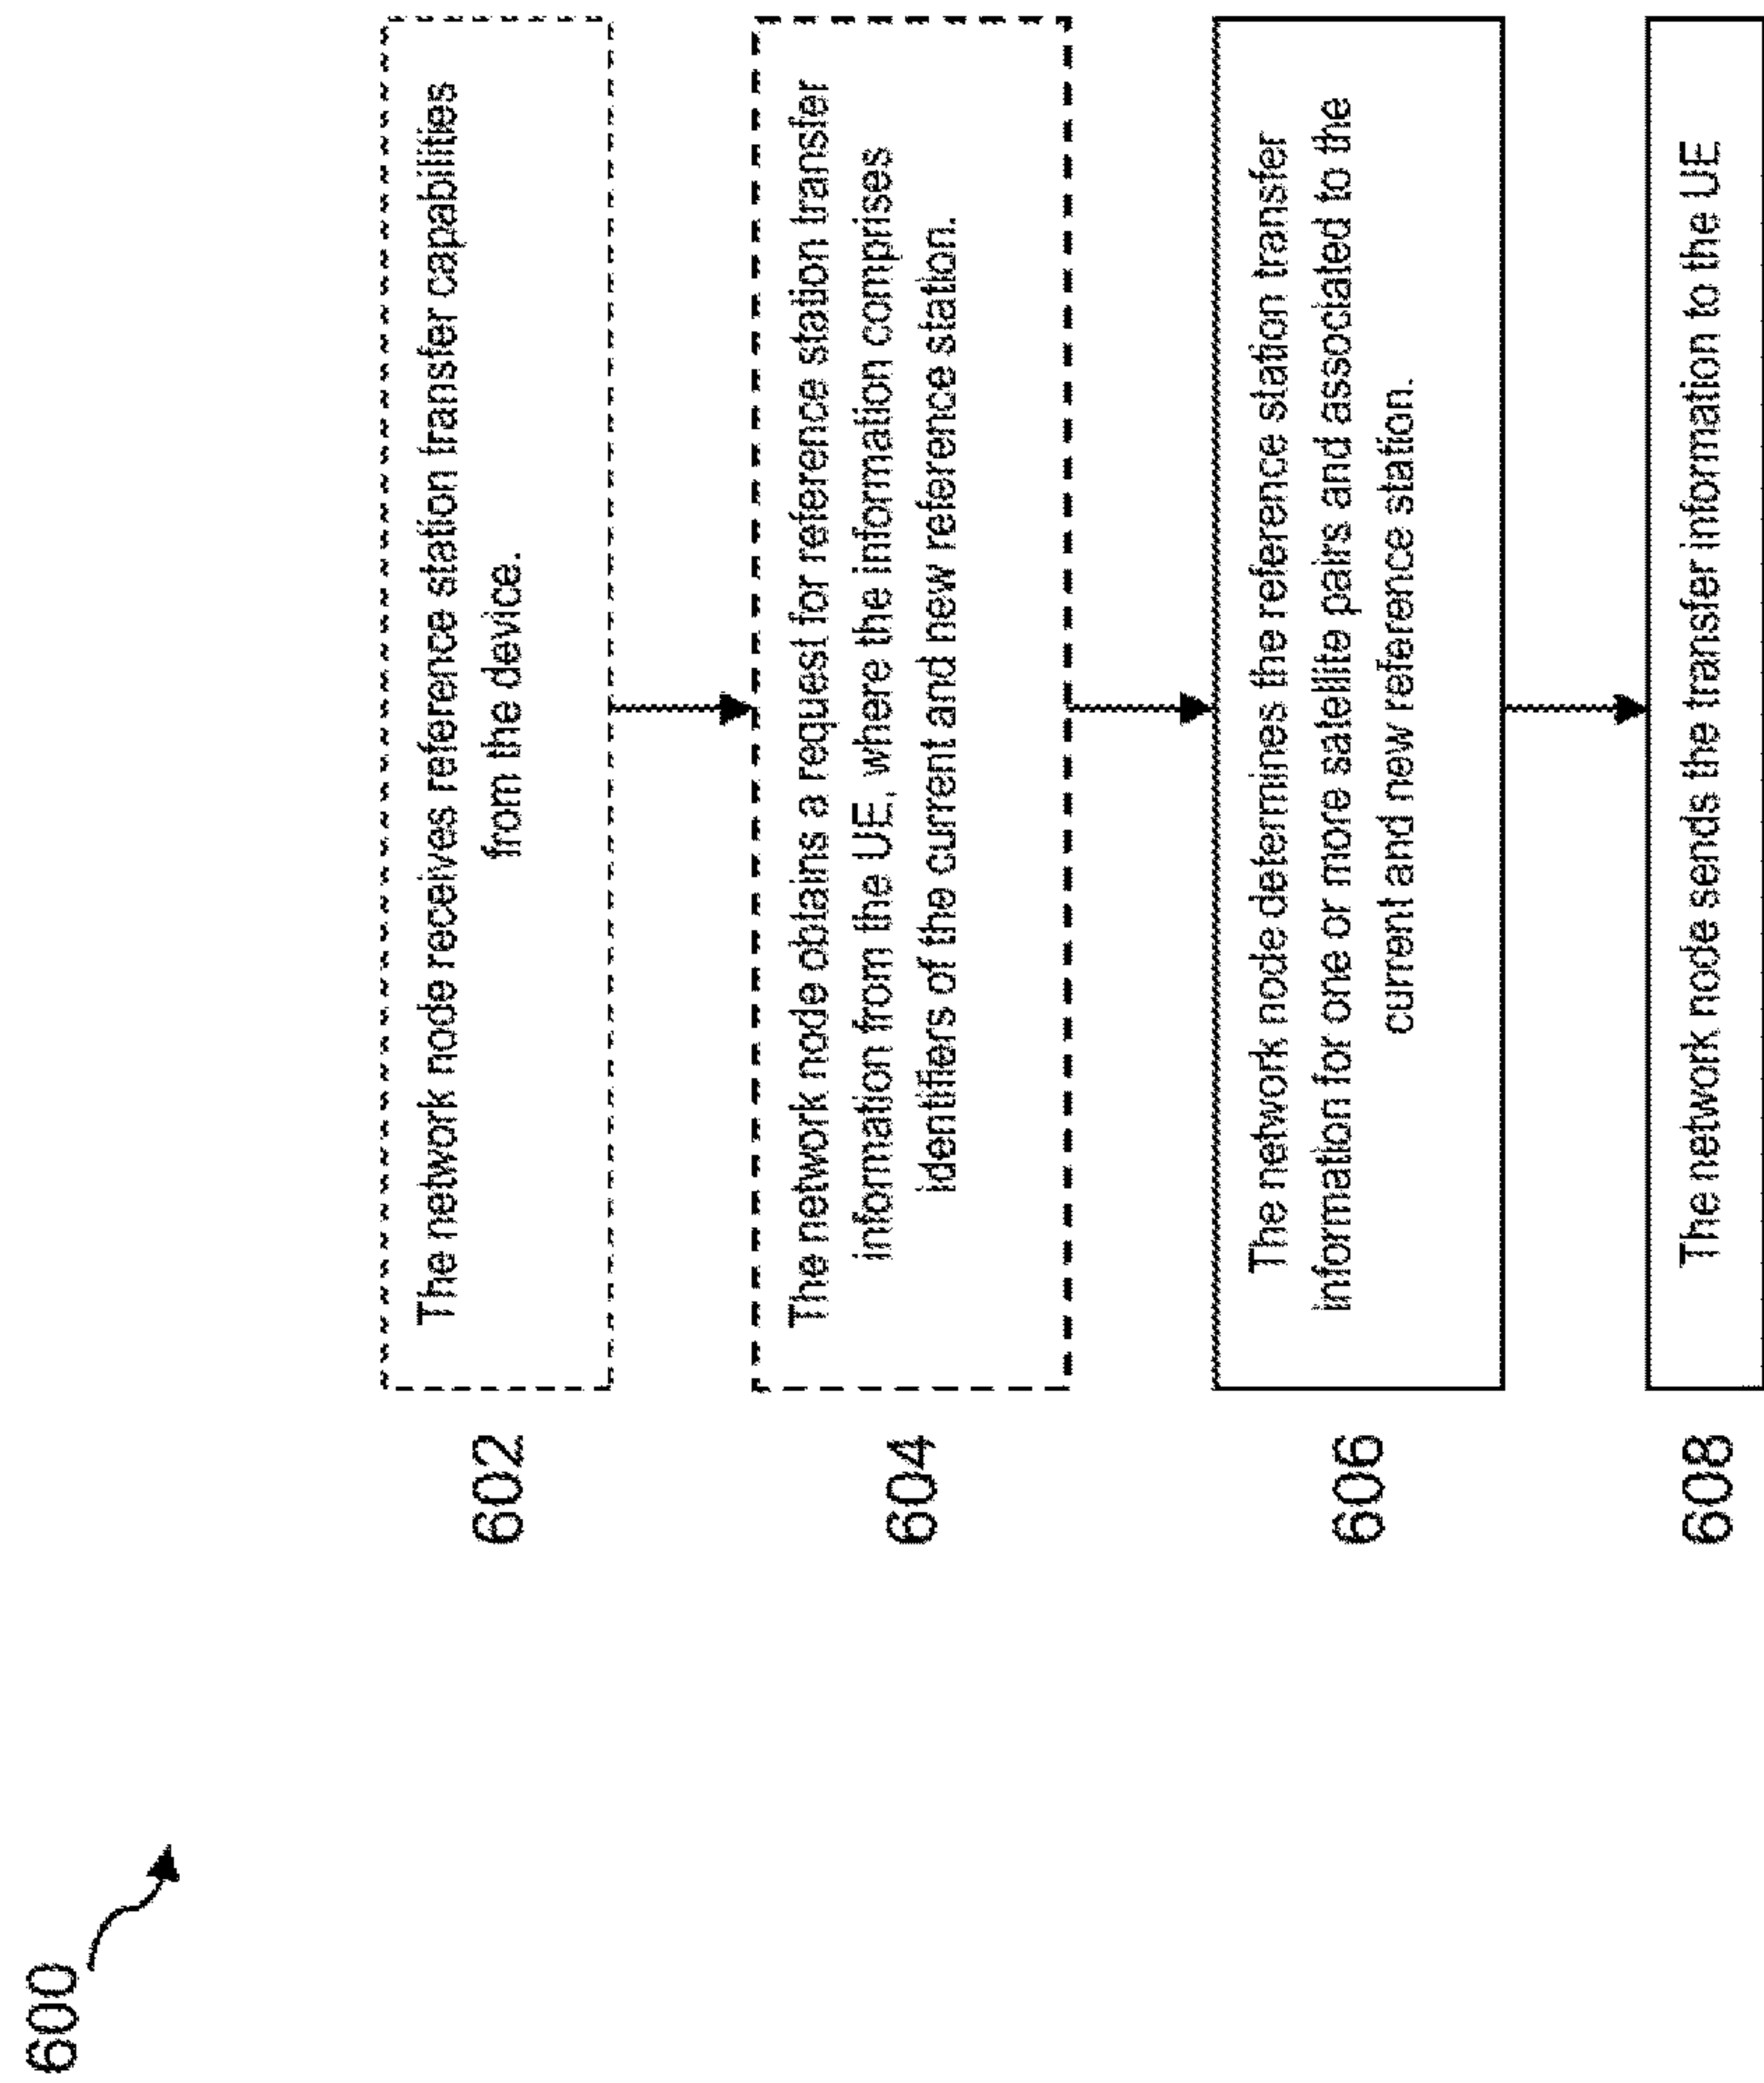 600
602
The network node receives reference station transfer capabilities
from the device.
604
The network node obtains a request for reference station transfer
information from the UE, where the information comprises
identifiers of the current and new reference station.
606
The network node determines the reference station transfer
information for one or more satellite pairs and associated to the
current and new reference station.
608
The network node sends the transfer information to the UE